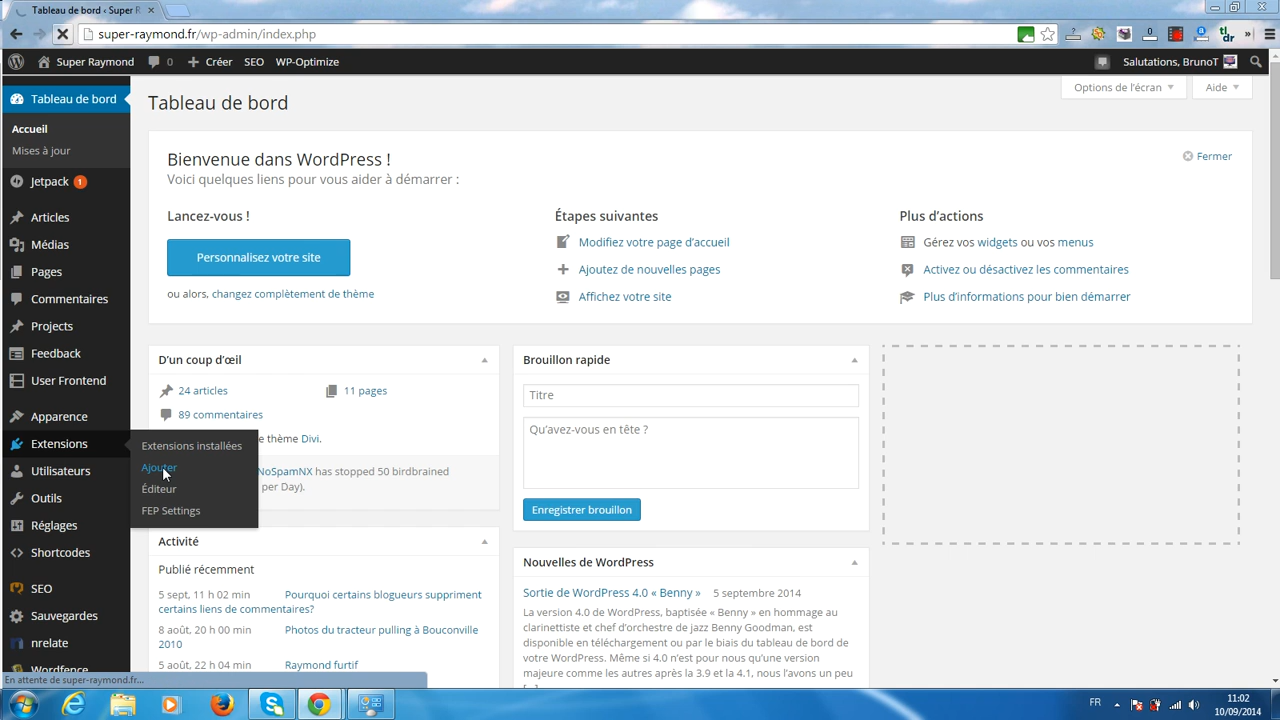 Tableau de bord ‹ Super R
super-raymond.fr/wp-admin/index.php
Super Raymond 0 Créer SEO WP-Optimize Salutations, BrunoT
Tableau de bord
Accueil
Mises à jour
Jetpack 1
Articles
Médias
Pages
Commentaires
Projects
Feedback
User Frontend
Apparence
Extensions
Utilisateurs
Outils
Réglages
Shortcodes
SEO
Sauvegardes
nrelate
Wordfence
Extensions installées
Ajouter
Éditeur
FEP Settings
Options de l'écran Aide
Tableau de bord
Bienvenue dans WordPress !
Fermer
Voici quelques liens pour vous aider à démarrer :
Lancez-vous !
Personnalisez votre site
ou alors, changez complètement de thème
Étapes suivantes
Modifiez votre page d'accueil
Ajoutez de nouvelles pages
Affichez votre site
Plus d'actions
Gérez vos widgets ou vos menus
Activez ou désactivez les commentaires
Plus d'informations pour bien démarrer
D'un coup d'œil
24 articles 11 pages
89 commentaires
e thème Divi.
NoSpamNX has stopped 50 birdbrained
per Day).
Activité
Publié récemment
5 sept, 11 h 02 min Pourquoi certains blogueurs suppriment
certains liens de commentaires?
8 août, 20 h 00 min Photos du tracteur pulling à Bouconville
2010
5 août, 22 h 04 min Raymond furtif
Brouillon rapide
Titre
Qu'avez-vous en tête ?
Enregistrer brouillon
Nouvelles de WordPress
Sortie de WordPress 4.0 « Benny » 5 septembre 2014
La version 4.0 de WordPress, baptisée « Benny » en hommage au
clarinettiste et chef d'orchestre de jazz Benny Goodman, est
disponible en téléchargement ou par le biais du tableau de bord de
votre WordPress. Même si 4.0 n'est pour nous qu'une version
majeure comme les autres après la 3.9 et la 4.1, nous l'avons un peu
[...]
En attente de super-raymond.fr...
FR
11:02
10/09/2014